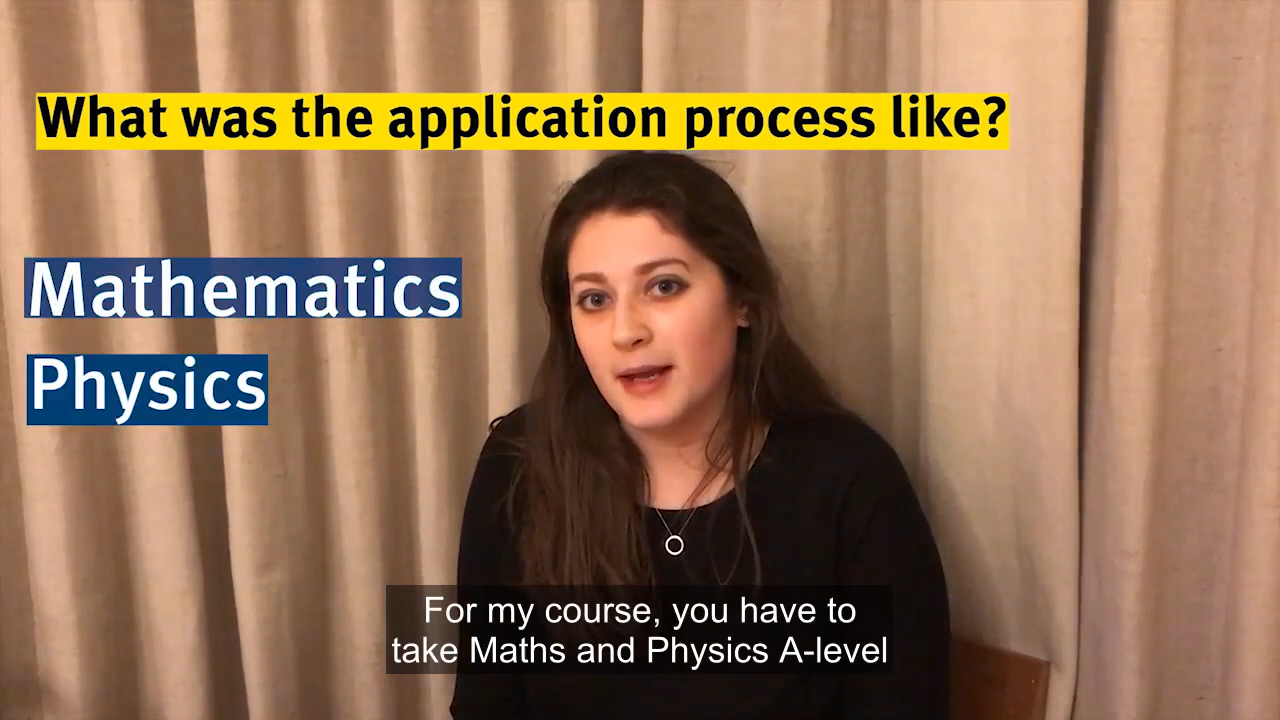 What was the application process like?
Mathematics
Physics
For my course, you have to
take Maths and Physics A-level